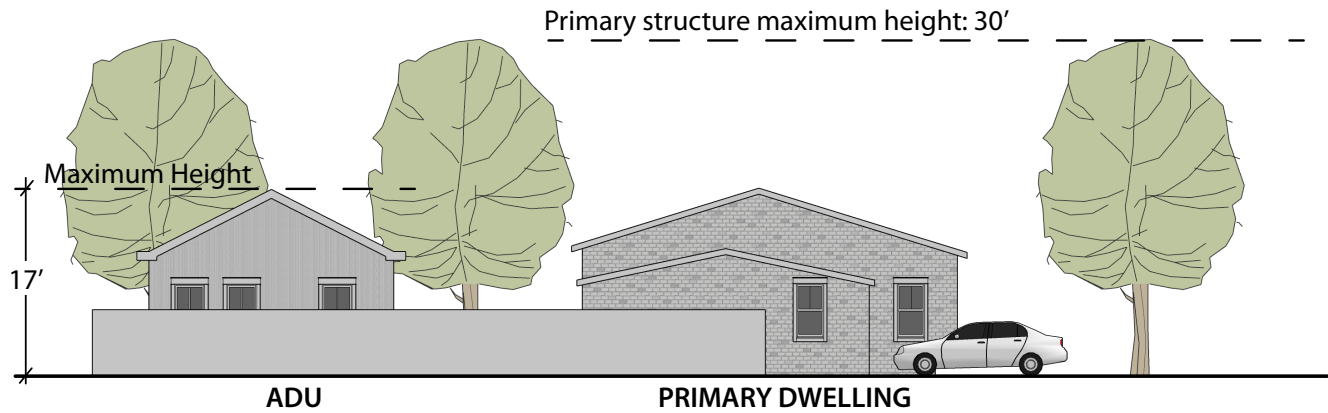 Primary structure maximum height: 30’
Maximum Height
17’
ADU
PRIMARY DWELLING